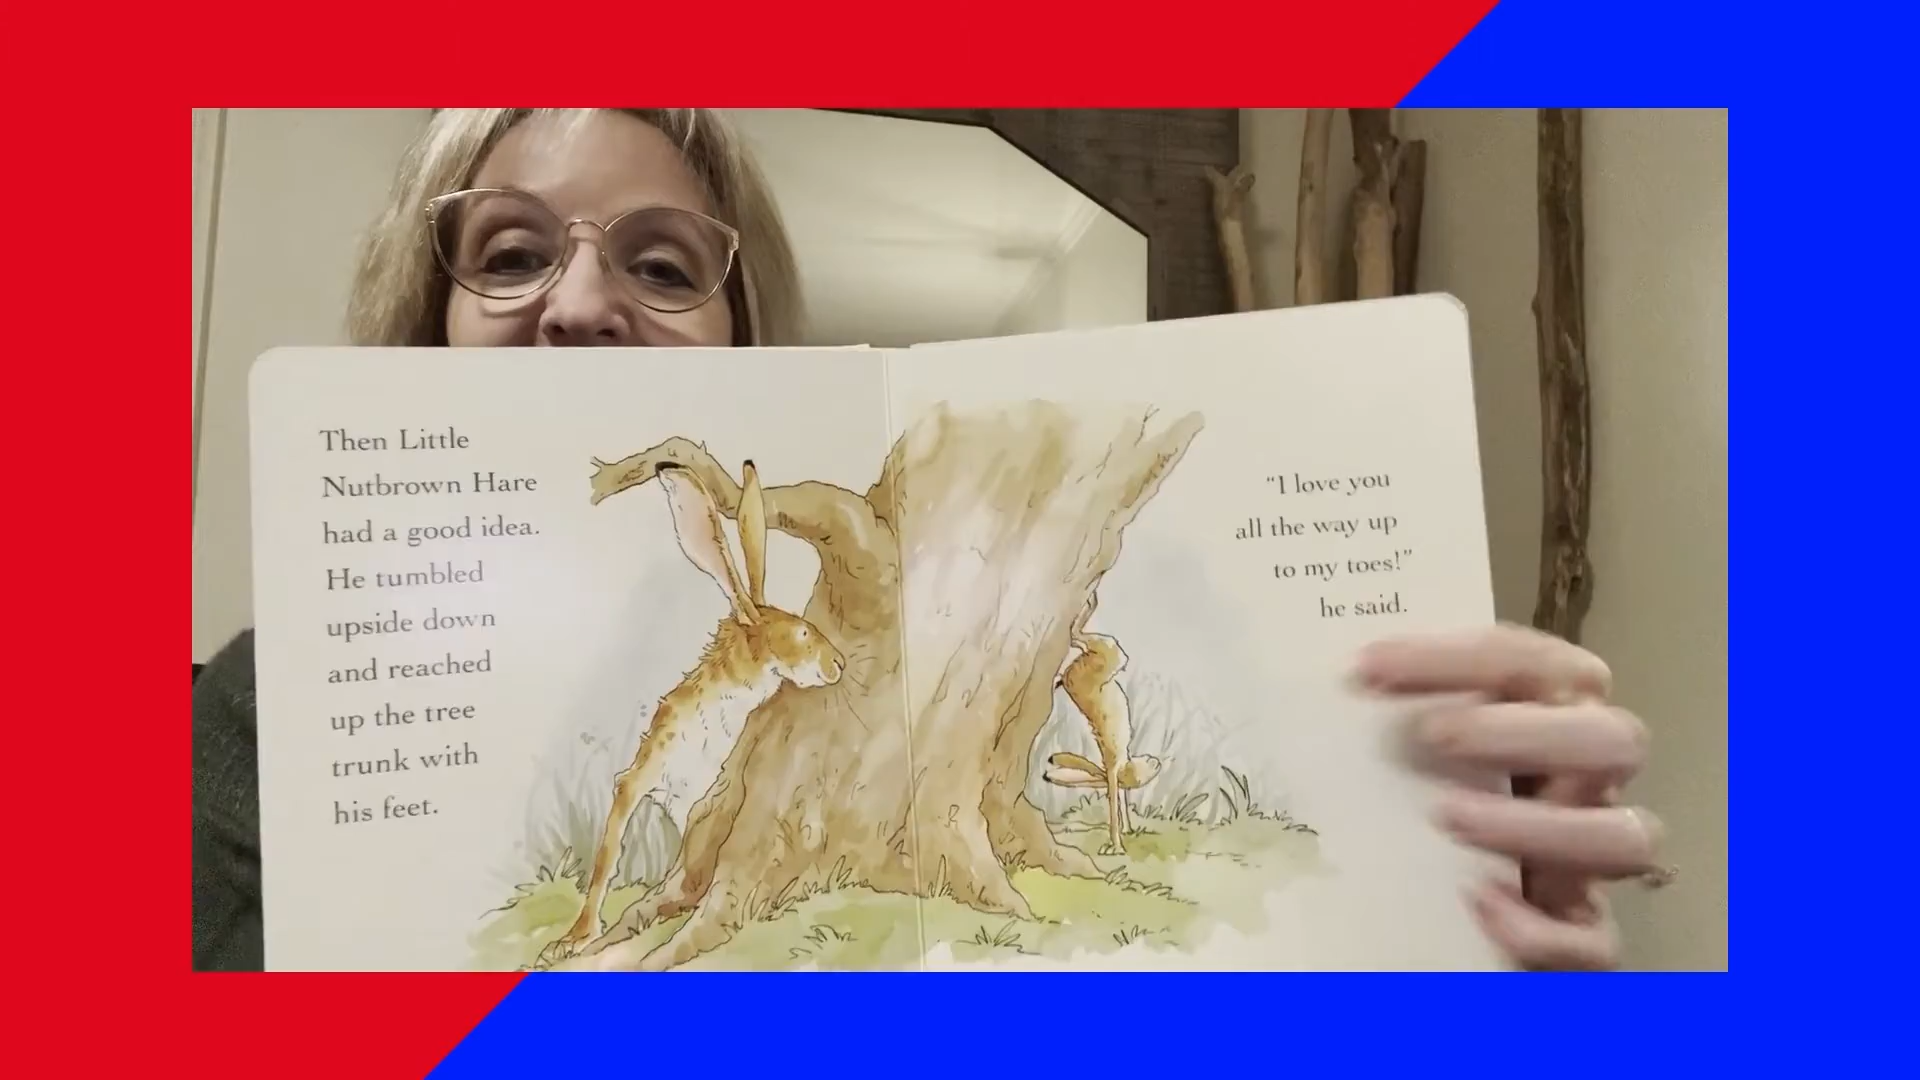 Then Little
Nutbrown Hare
had a good idea.
He tumbled
upside down
and reached
up the tree
trunk with
his feet.
“I love you
all the way up
to my toes!”
he said.